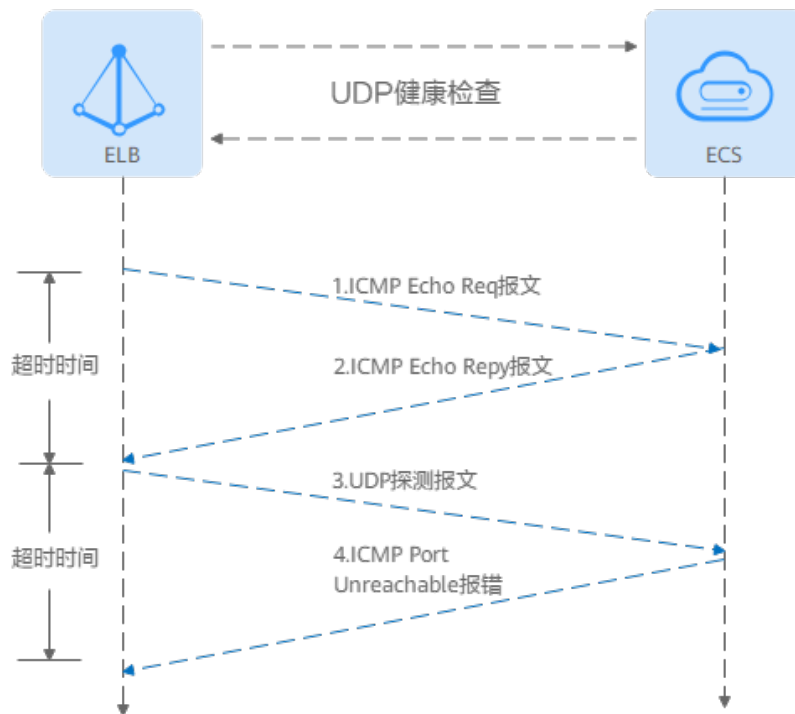 UDP健康检查
ELB
ECS
1.ICMP Echo Req报文
超时时间
2.ICMP Echo Repy报文
3.UDP探测报文
超时时间
4.ICMP Port
Unreachable报错